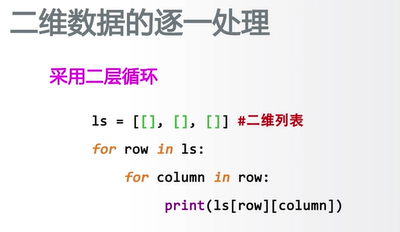 二维数据的逐一处理
采用二层循环
ls = [[], [], []] #二维列表
for row in ls:
    for column in row:
        print(ls[row][column])